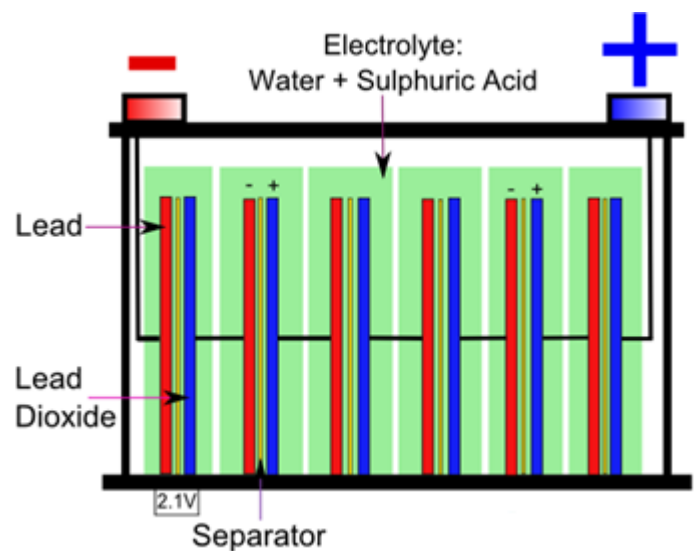 Electrolyte:
Water + Sulphuric Acid
- +
- +
- +
Lead
Lead
Dioxide
2.1V
Separator